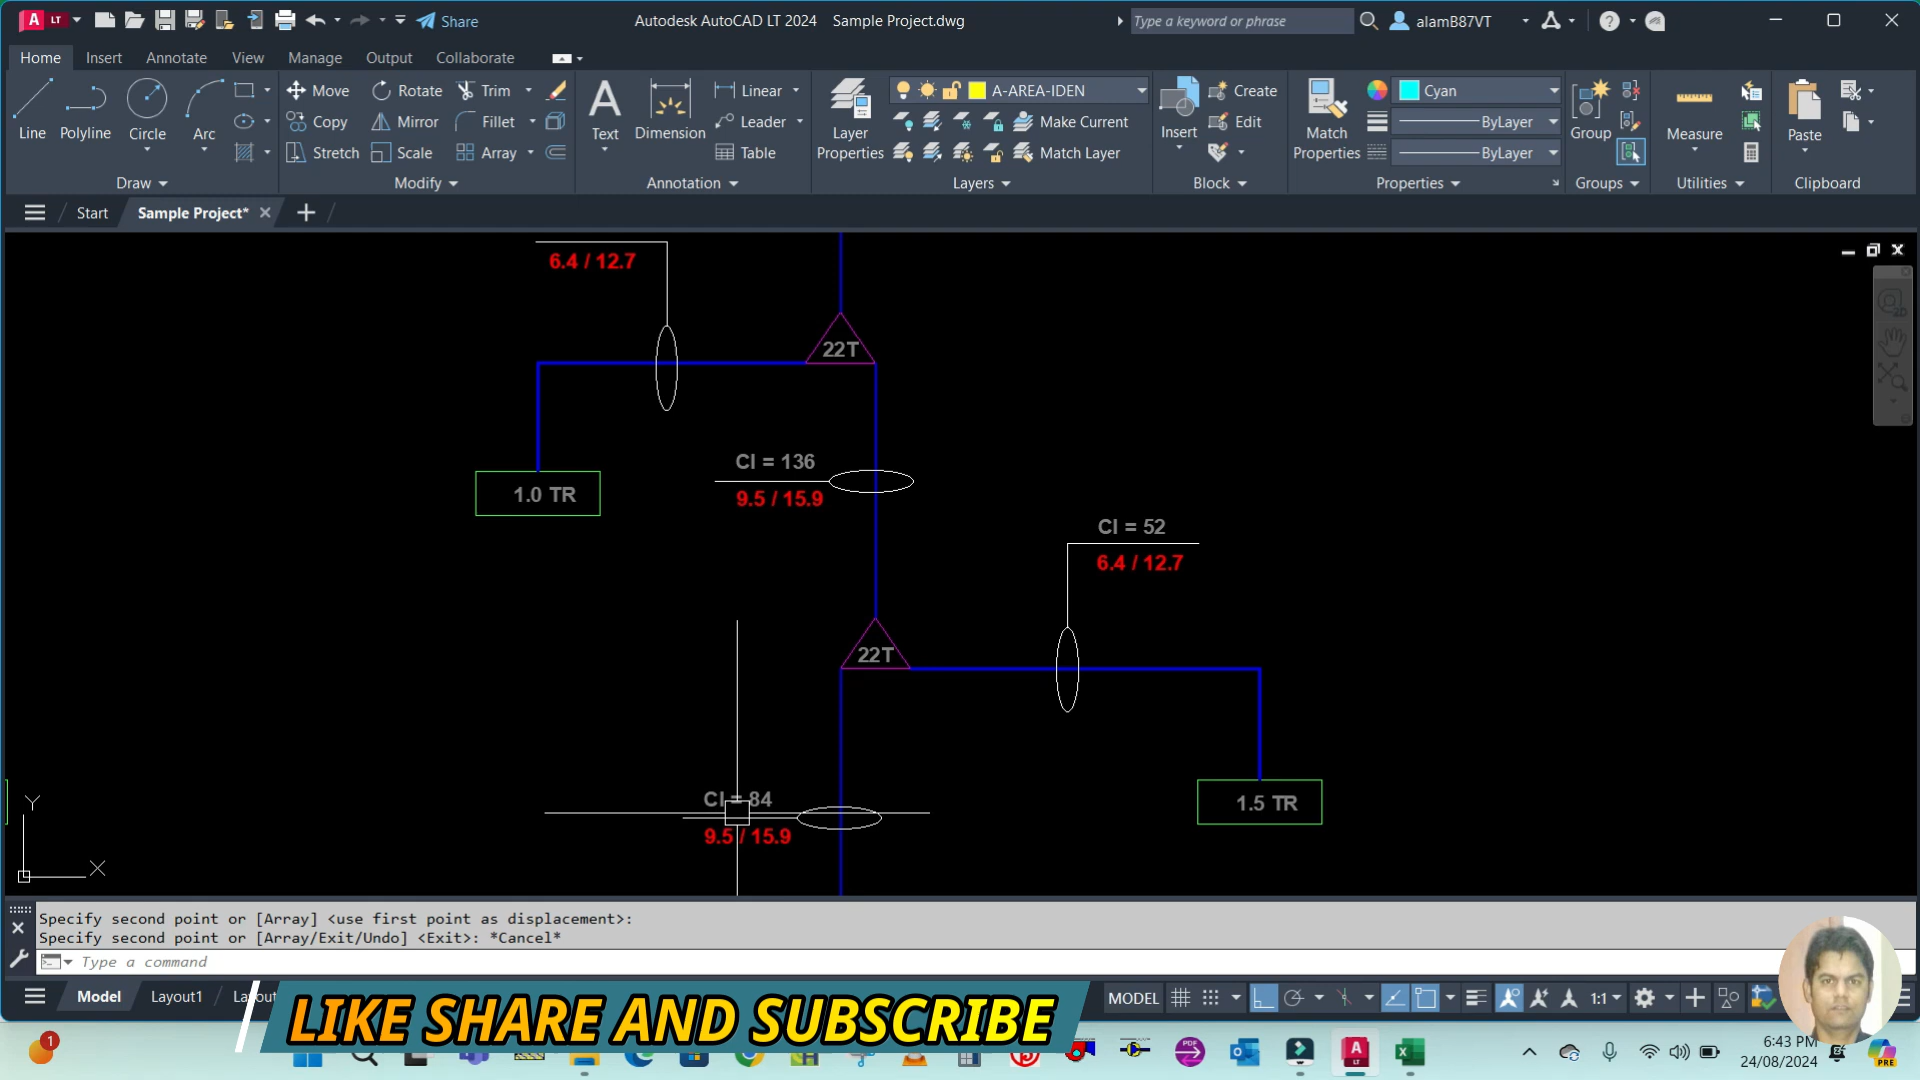 LT
Share
Autodesk AutoCAD LT 2024 Sample Project.dwg
Type a keyword or phrase
alamB87VT
Home Insert Annotate View Manage Output Collaborate
Line Polyline Circle Arc
Move Rotate Trim
Copy Mirror Fillet
Stretch Scale Array
Text Dimension
Linear
Leader
Table
Layer Properties
A-AREA-IDEN
Make Current
Match Layer
Insert
Create
Edit
Match Properties
Cyan
ByLayer
ByLayer
Group
Measure
Paste
Draw Modify Annotation Layers Block Properties Groups Utilities Clipboard
Start Sample Project*
6.4 / 12.7
22T
CI = 136
1.0 TR
9.5 / 15.9
CI = 52
6.4 / 12.7
22T
CI = 84
1.5 TR
9.5 / 15.9
Y
X
2D
Specify second point or [Array] <use first point as displacement>:
Specify second point or [Array/Exit/Undo] <Exit>: *Cancel*
Type a command
Model Layout1
MODEL
1:1
LIKE SHARE AND SUBSCRIBE
1
PDF
PRE
6:43 PM
24/08/2024